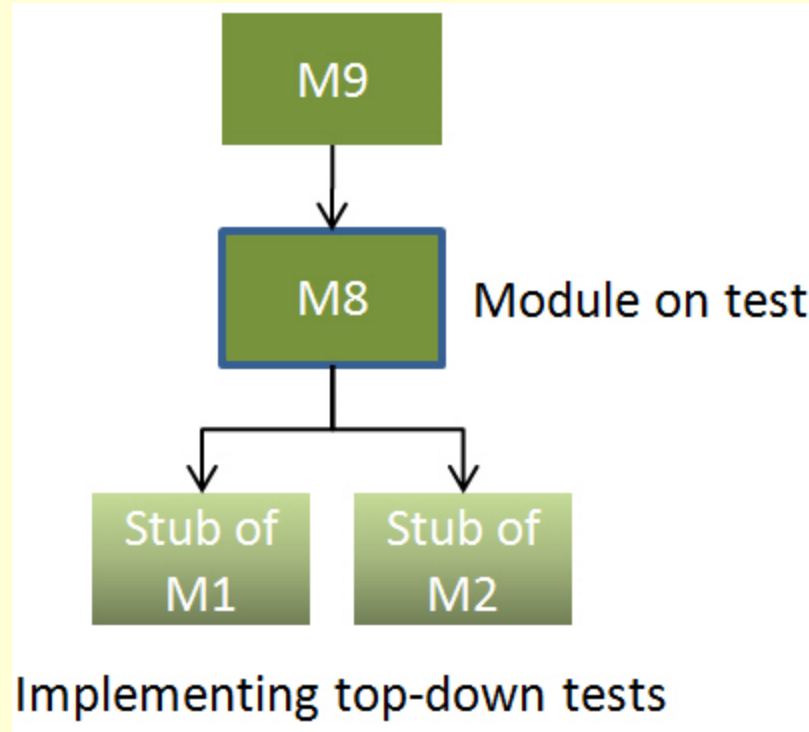 M9
M8
Module on test
Stub of
M1
Stub of
M2
Implementing top-down tests